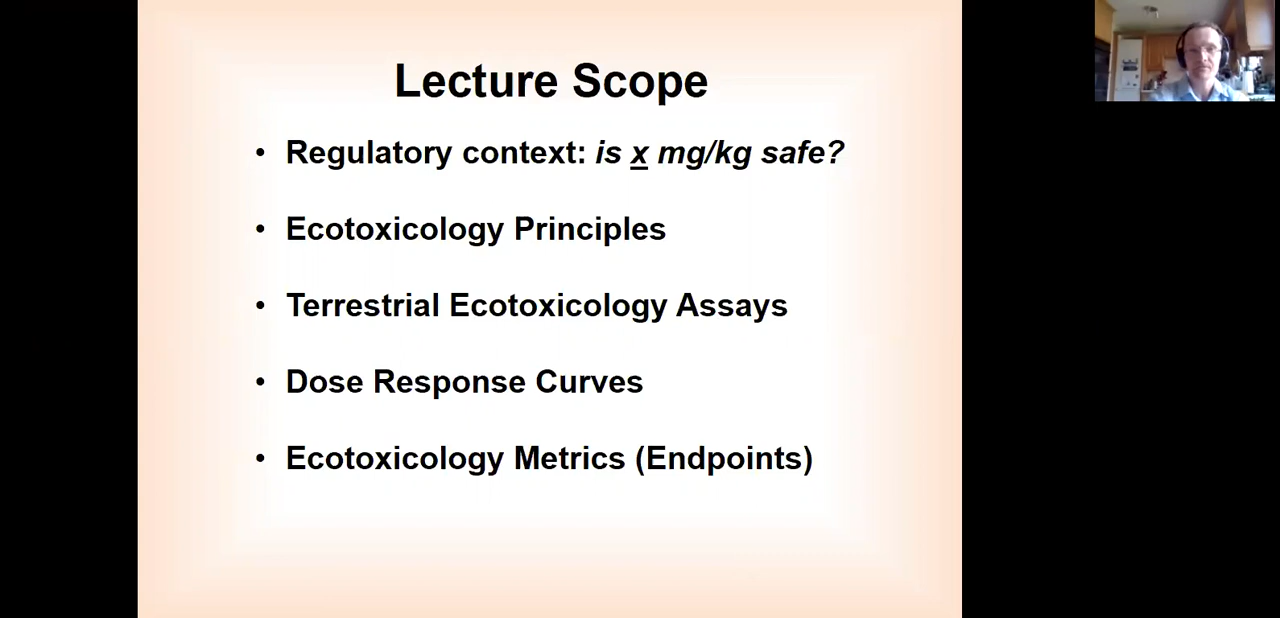 Lecture Scope
• Regulatory context: is x mg/kg safe?
• Ecotoxicology Principles
• Terrestrial Ecotoxicology Assays
• Dose Response Curves
• Ecotoxicology Metrics (Endpoints)